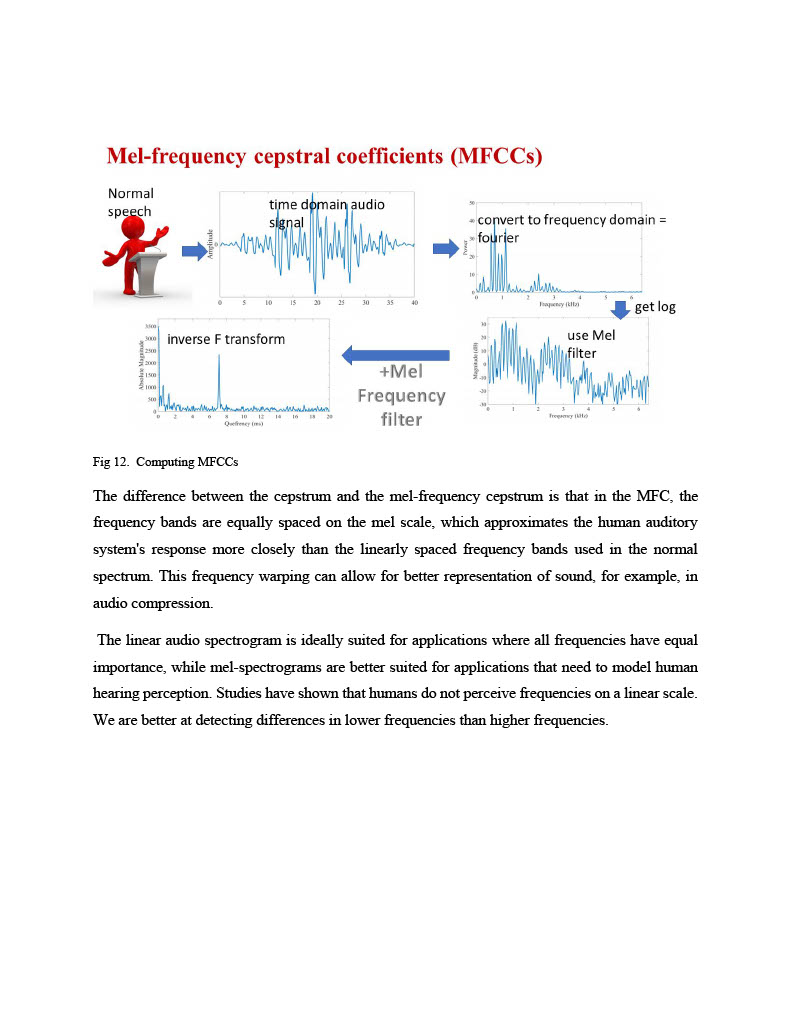 Mel-frequency cepstral coefficients (MFCCs)
Normal
speech
time domain audio
signal
Amplitude
0
0 5 10 15 20 25 30 35 40
convert to frequency domain =
fourier
Power
50
40
30
20
10
0
0 1 2 3 4 5 6
Frequency (kHz)
get log
use Mel
filter
Magnitude (dB)
30
20
10
0
-10
-20
-30
0 1 2 3 4 5 6
Frequency (kHz)
+Mel
Frequency
filter
inverse F transform
Absolute Magnitude
3500
3000
2500
2000
1500
1000
500
0
0 2 4 6 8 10 12 14 16 18 20
Quefrency (ms)
Fig 12. Computing MFCCs
The difference between the cepstrum and the mel-frequency cepstrum is that in the MFC, the
frequency bands are equally spaced on the mel scale, which approximates the human auditory
system's response more closely than the linearly spaced frequency bands used in the normal
spectrum. This frequency warping can allow for better representation of sound, for example, in
audio compression.
The linear audio spectrogram is ideally suited for applications where all frequencies have equal
importance, while mel-spectrograms are better suited for applications that need to model human
hearing perception. Studies have shown that humans do not perceive frequencies on a linear scale.
We are better at detecting differences in lower frequencies than higher frequencies.